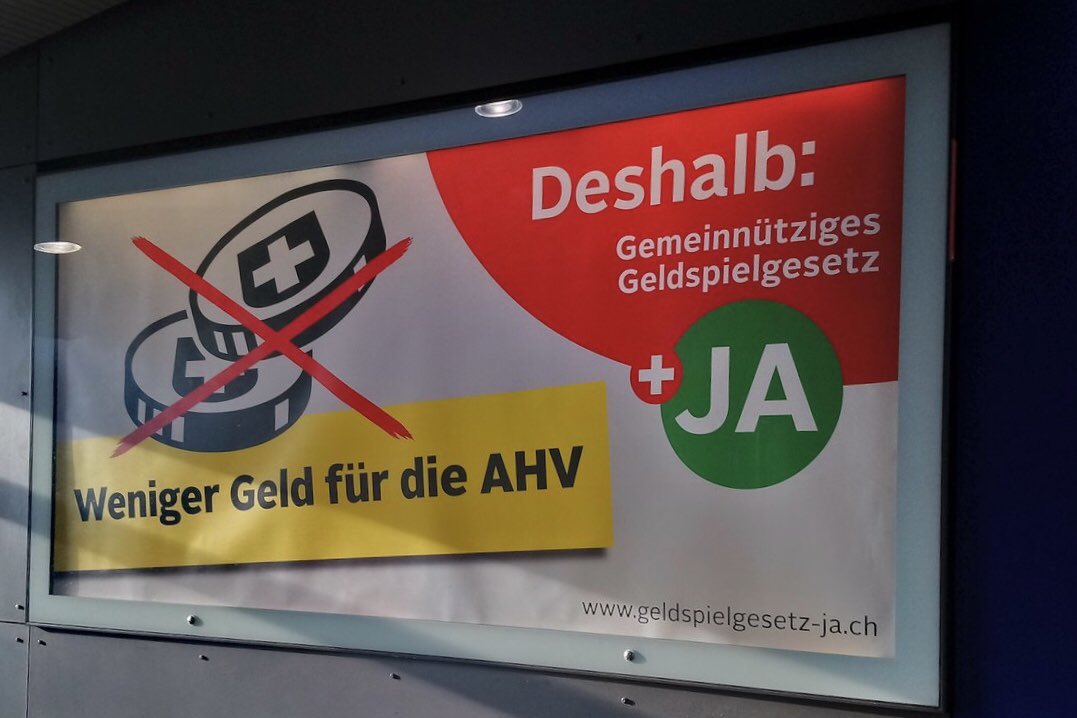 Deshalb:
Gemeinnütziges
Geldspielgesetz
JA
Weniger Geld für die AHV
www.geldspielgesetz-ja.ch